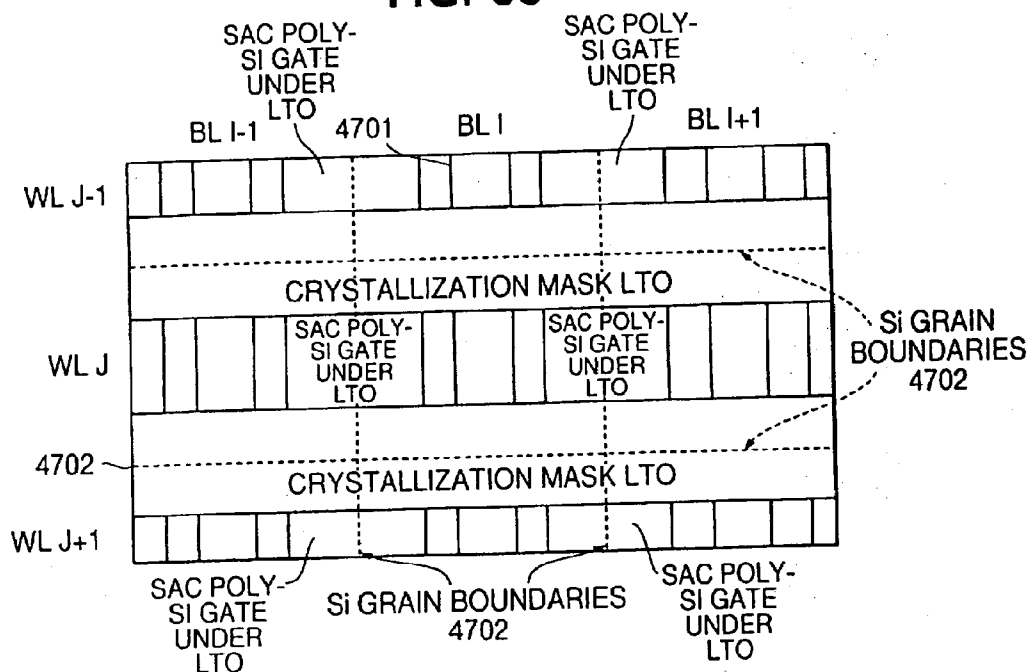 SAC POLY-
SI GATE
UNDER
LTO
SAC POLY-
SI GATE
UNDER
LTO
BL I-1
4701
BL I
BL I+1
WL J-1
CRYSTALLIZATION MASK LTO
WL J
SAC POLY-
SI GATE
UNDER
LTO
SAC POLY-
SI GATE
UNDER
LTO
Si GRAIN
BOUNDARIES
4702
4702
CRYSTALLIZATION MASK LTO
WL J+1
SAC POLY-
SI GATE
UNDER
LTO
Si GRAIN BOUNDARIES
4702
SAC POLY-
SI GATE
UNDER
LTO